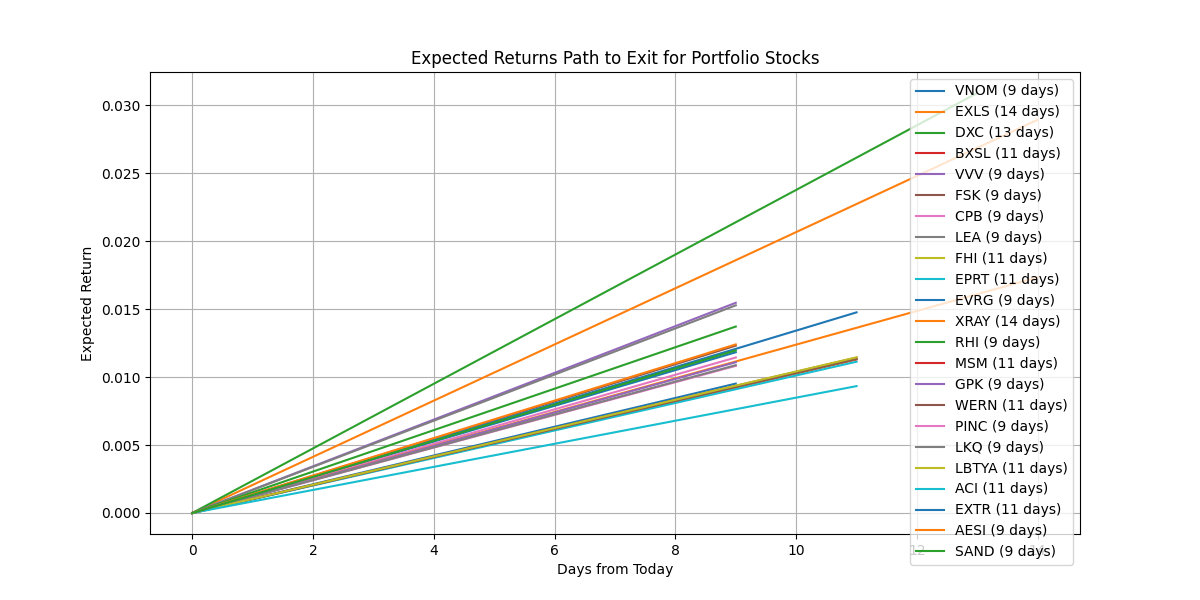 Expected Returns Path to Exit for Portfolio Stocks
Expected Return
0.030
0.025
0.020
0.015
0.010
0.005
0.000
VNOM (9 days)
EXLS (14 days)
DXC (13 days)
BXSL (11 days)
VVV (9 days)
FSK (9 days)
CPB (9 days)
LEA (9 days)
FHI (11 days)
EPRT (11 days)
EVRG (9 days)
XRAY (14 days)
RHI (9 days)
MSM (11 days)
GPK (9 days)
WERN (11 days)
PINC (9 days)
LKQ (9 days)
LBTYA (11 days)
ACI (11 days)
EXTR (11 days)
AESI (9 days)
SAND (9 days)
0 2 4 6 8 10 12
Days from Today